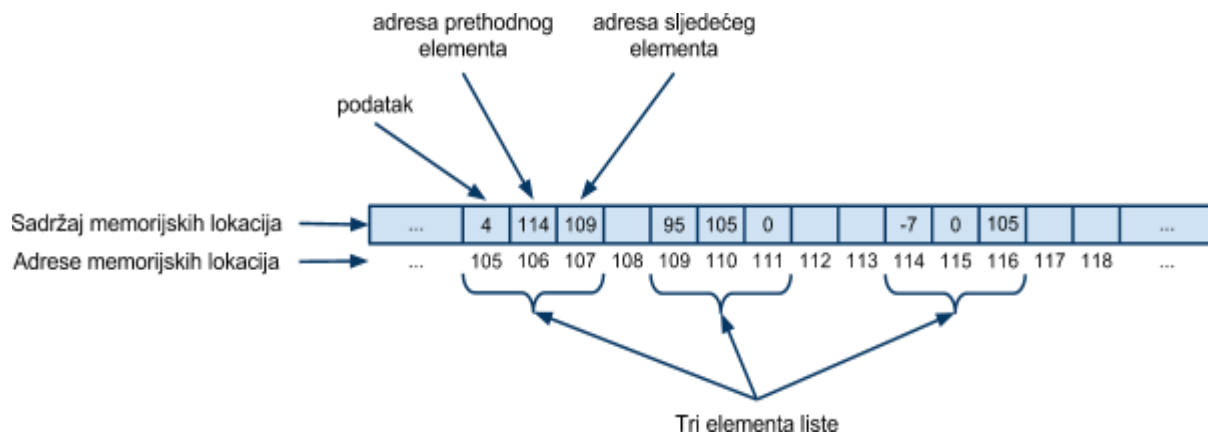 adresa prethodnog
elementa
adresa sljedećeg
elementa
podatak
Sadržaj memorijskih lokacija
... 4 114 109 95 105 0 -7 0 105 ...
Adrese memorijskih lokacija
... 105 106 107 108 109 110 111 112 113 114 115 116 117 118 ...
Tri elementa liste